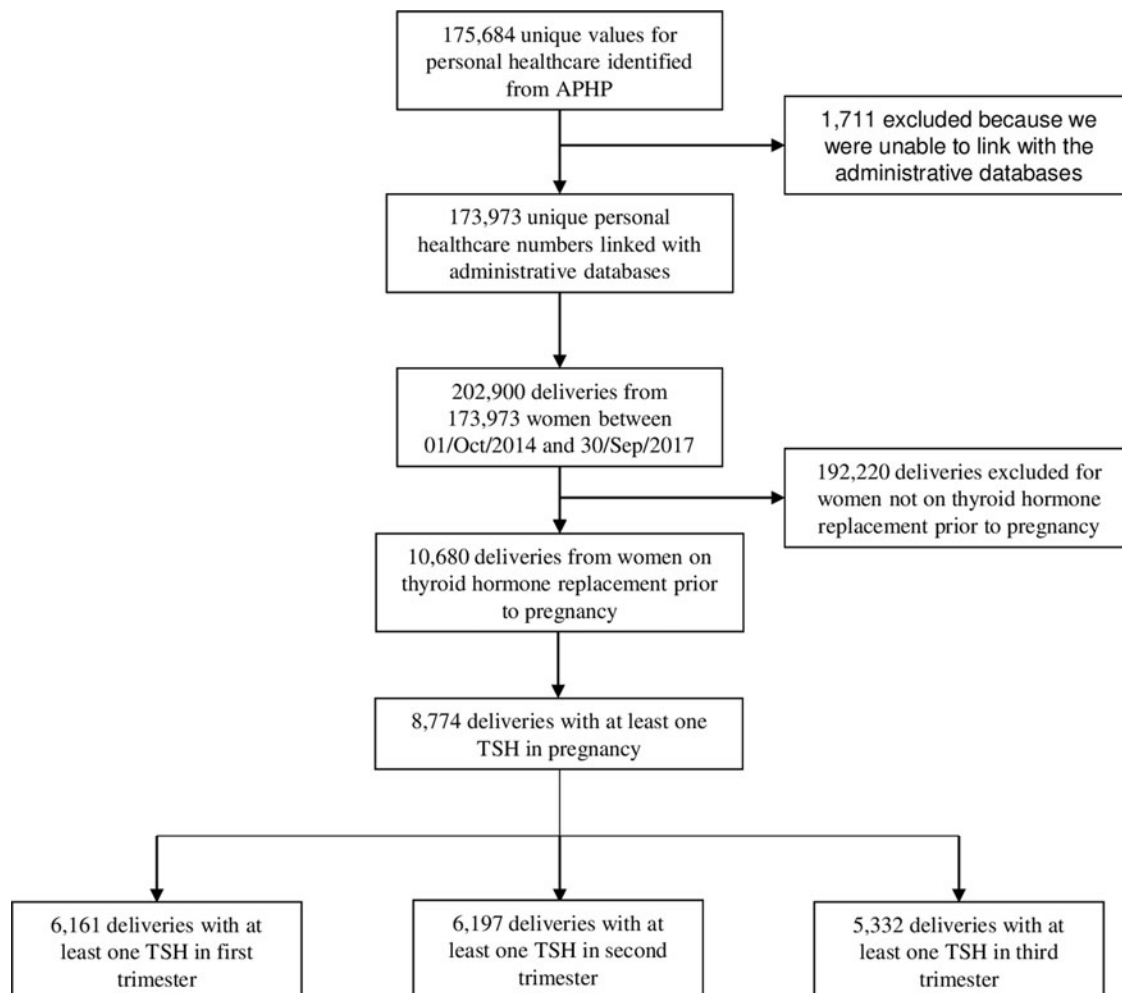 175,684 unique values for
personal healthcare identified
from APHP
1,711 excluded because we
were unable to link with the
administrative databases
173,973 unique personal
healthcare numbers linked with
administrative databases
202,900 deliveries from
173,973 women between
01/Oct/2014 and 30/Sep/2017
192,220 deliveries excluded for
women not on thyroid hormone
replacement prior to pregnancy
10,680 deliveries from women on
thyroid hormone replacement prior
to pregnancy
8,774 deliveries with at least one
TSH in pregnancy
6,161 deliveries with at
least one TSH in first
trimester
6,197 deliveries with at
least one TSH in second
trimester
5,332 deliveries with at
least one TSH in third
trimester